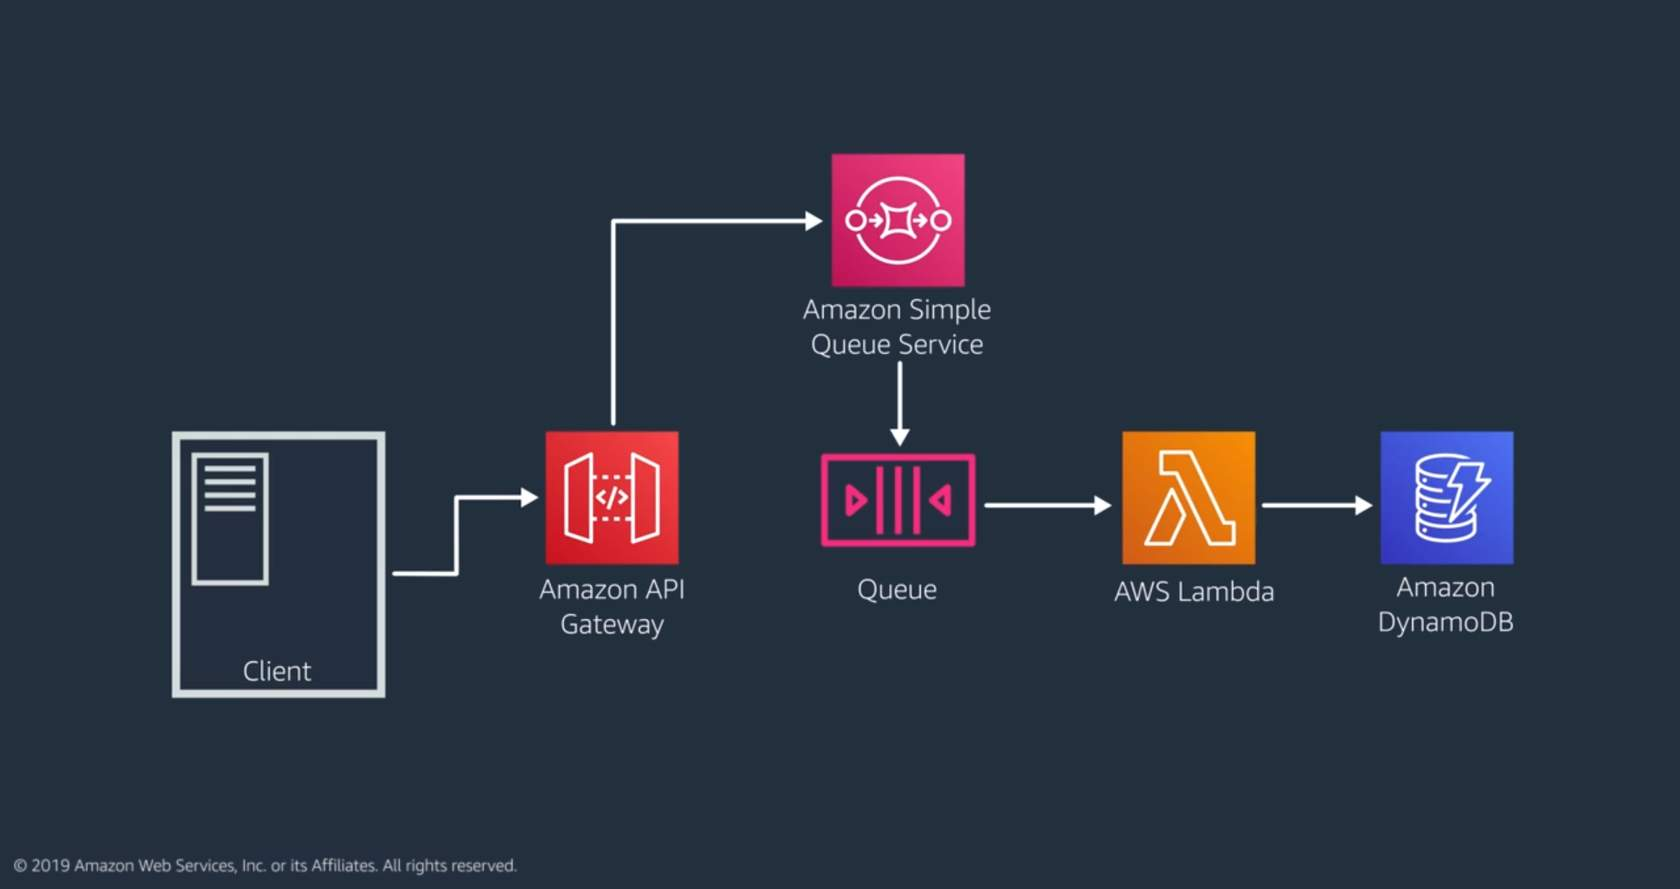 Amazon Simple
Queue Service
Client
Amazon API
Gateway
</>
Queue
AWS Lambda
Amazon
DynamoDB
© 2019 Amazon Web Services, Inc. or its Affiliates. All rights reserved.